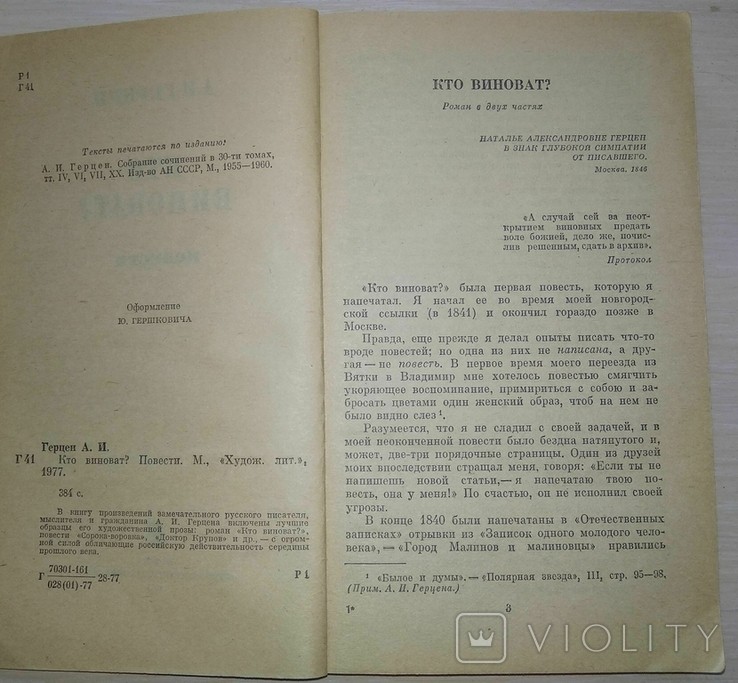 Р1
Г41
Тексты печатаются по изданию:
А. И. Герцен. Собрание сочинений в 30-ти томах,
тт. IV, VI, VII, XX. Изд-во АН СССР, М., 1955—1960.
Оформление
Ю. ГЕРШКОВИЧА
Герцен А. И.
Г41 Кто виноват? Повести. М., «Худож. лит.»,
1977.
384 с.
В книгу произведений замечательного русского писателя,
мыслителя и гражданина А. И. Герцена включены лучшие
образцы его художественной прозы: роман «Кто виноват?»,
повести «Сорока-воровка», «Доктор Крупов» и др., — с огром-
ной силой обличающие российскую действительность середины
прошлого века.
Г 70301-161
028(01)-77 28-77 Р1
КТО ВИНОВАТ?
Роман в двух частях
НАТАЛЬЕ АЛЕКСАНДРОВНЕ ГЕРЦЕН
В ЗНАК ГЛУБОКОЙ СИМПАТИИ
ОТ ПИСАВШЕГО.
Москва. 1846
«А случай сей за неот-
крытием виновных предать
воле божией, дело же, почис-
лив решенным, сдать в архив».
Протокол
«Кто виноват?» была первая повесть, которую я
напечатал. Я начал ее во время моей новгород-
ской ссылки (в 1841) и окончил гораздо позже в
Москве.
Правда, еще прежде я делал опыты писать что-то
вроде повестей; но одна из них не написана, а дру-
гая — не повесть. В первое время моего переезда из
Вятки в Владимир мне хотелось повестью смягчить
укоряющее воспоминание, примириться с собою и за-
бросать цветами один женский образ, чтоб на нем не
было видно слез ¹.
Разумеется, что я не сладил с своей задачей, и в
моей неоконченной повести было бездна натянутого и,
может, две-три порядочные страницы. Один из друзей
моих впоследствии стращал меня, говоря: «Если ты не
напишешь новой статьи, — я напечатаю твою по-
весть, она у меня!» По счастью, он не исполнил своей
угрозы.
В конце 1840 были напечатаны в «Отечественных
записках» отрывки из «Записок одного молодого чело-
века», — «Город Малинов и малиновцы» нравились
¹ «Былое и думы». — «Полярная звезда», III, стр. 95—98.
(Прим. А. И. Герцена.)
1* 3
VIOLITY